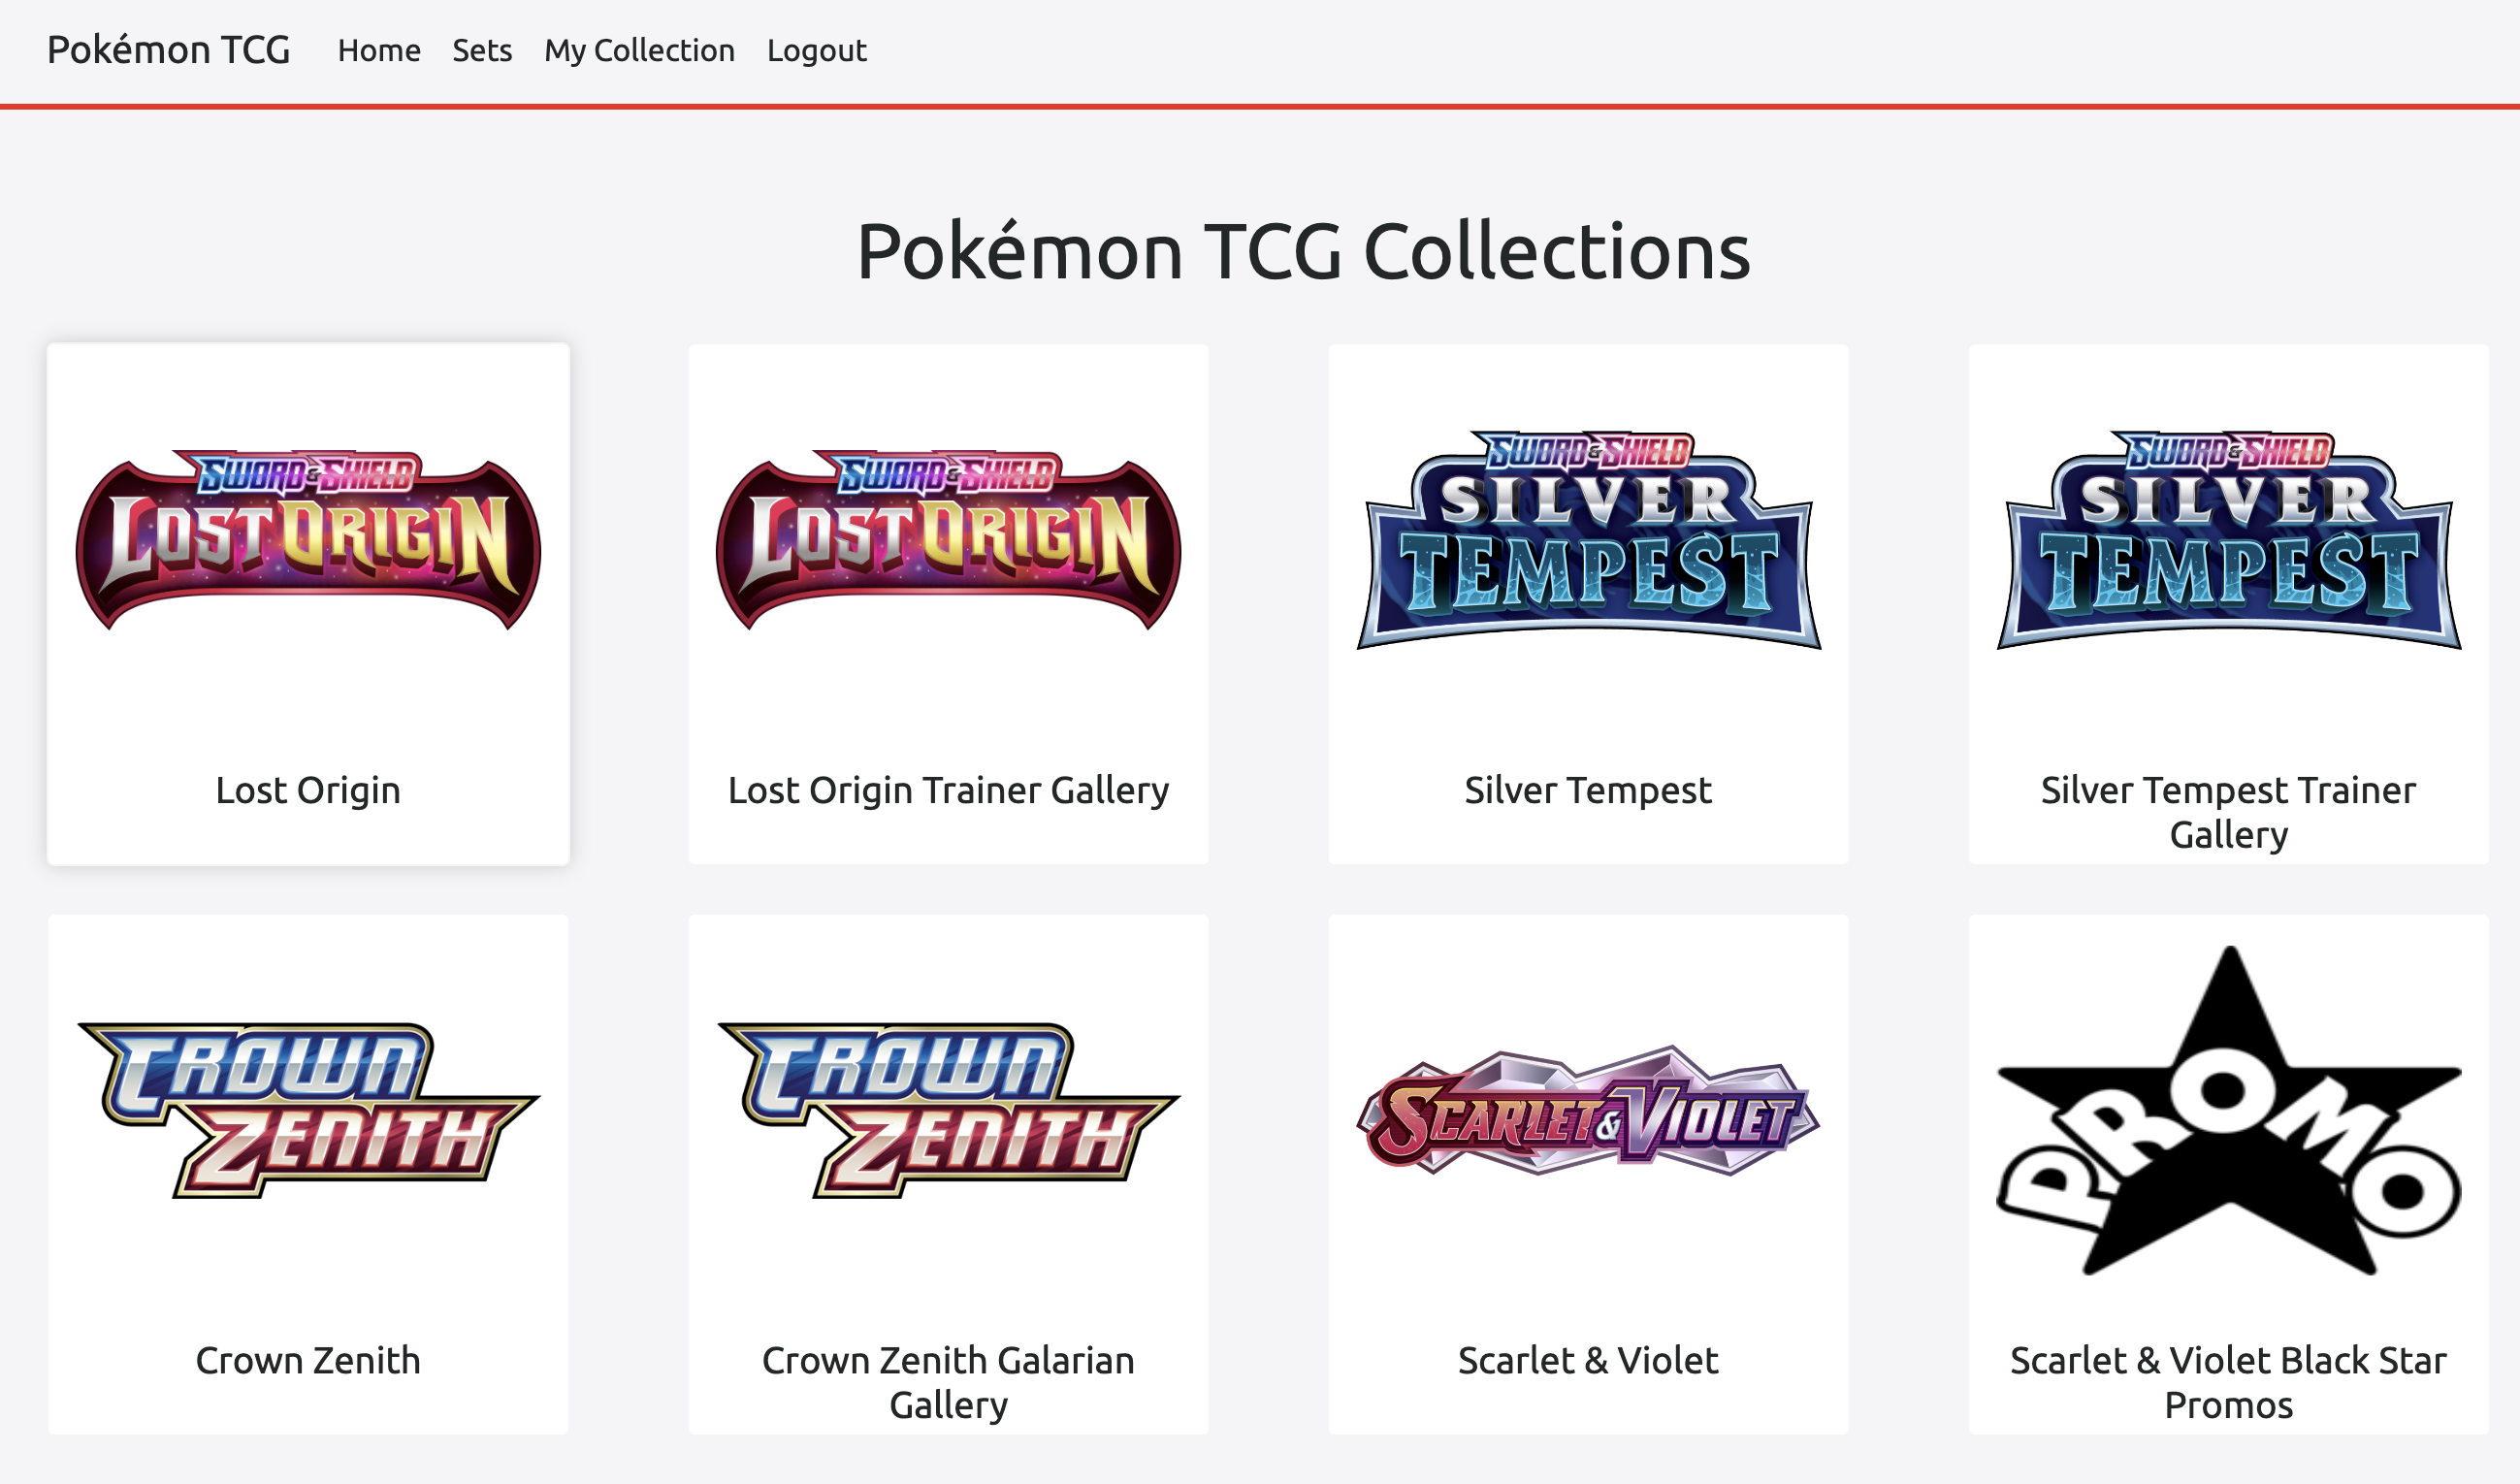 Pokémon TCG Home Sets My Collection Logout
Pokémon TCG Collections
SWORD & SHIELD
LOST ORIGIN
Lost Origin
SWORD & SHIELD
LOST ORIGIN
Lost Origin Trainer Gallery
SWORD & SHIELD
SILVER
TEMPEST
Silver Tempest
SWORD & SHIELD
SILVER
TEMPEST
Silver Tempest Trainer
Gallery
CROWN
ZENITH
Crown Zenith
CROWN
ZENITH
Crown Zenith Galarian
Gallery
SCARLET & VIOLET
Scarlet & Violet
PROMO
Scarlet & Violet Black Star
Promos